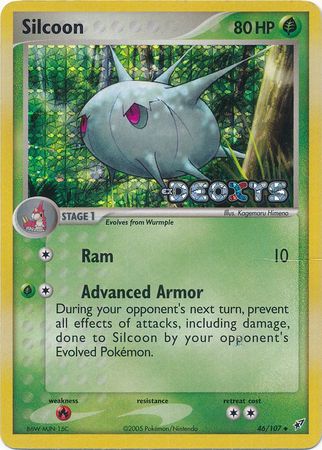 Silcoon 80 HP
DEOXYS
Illus. Kagemaru Himeno
STAGE 1
Evolves from Wurmple
Ram 10
Advanced Armor
During your opponent's next turn, prevent
all effects of attacks, including damage,
done to Silcoon by your opponent's
Evolved Pokémon.
weakness resistance retreat cost
©2005 Pokémon/Nintendo 46/107